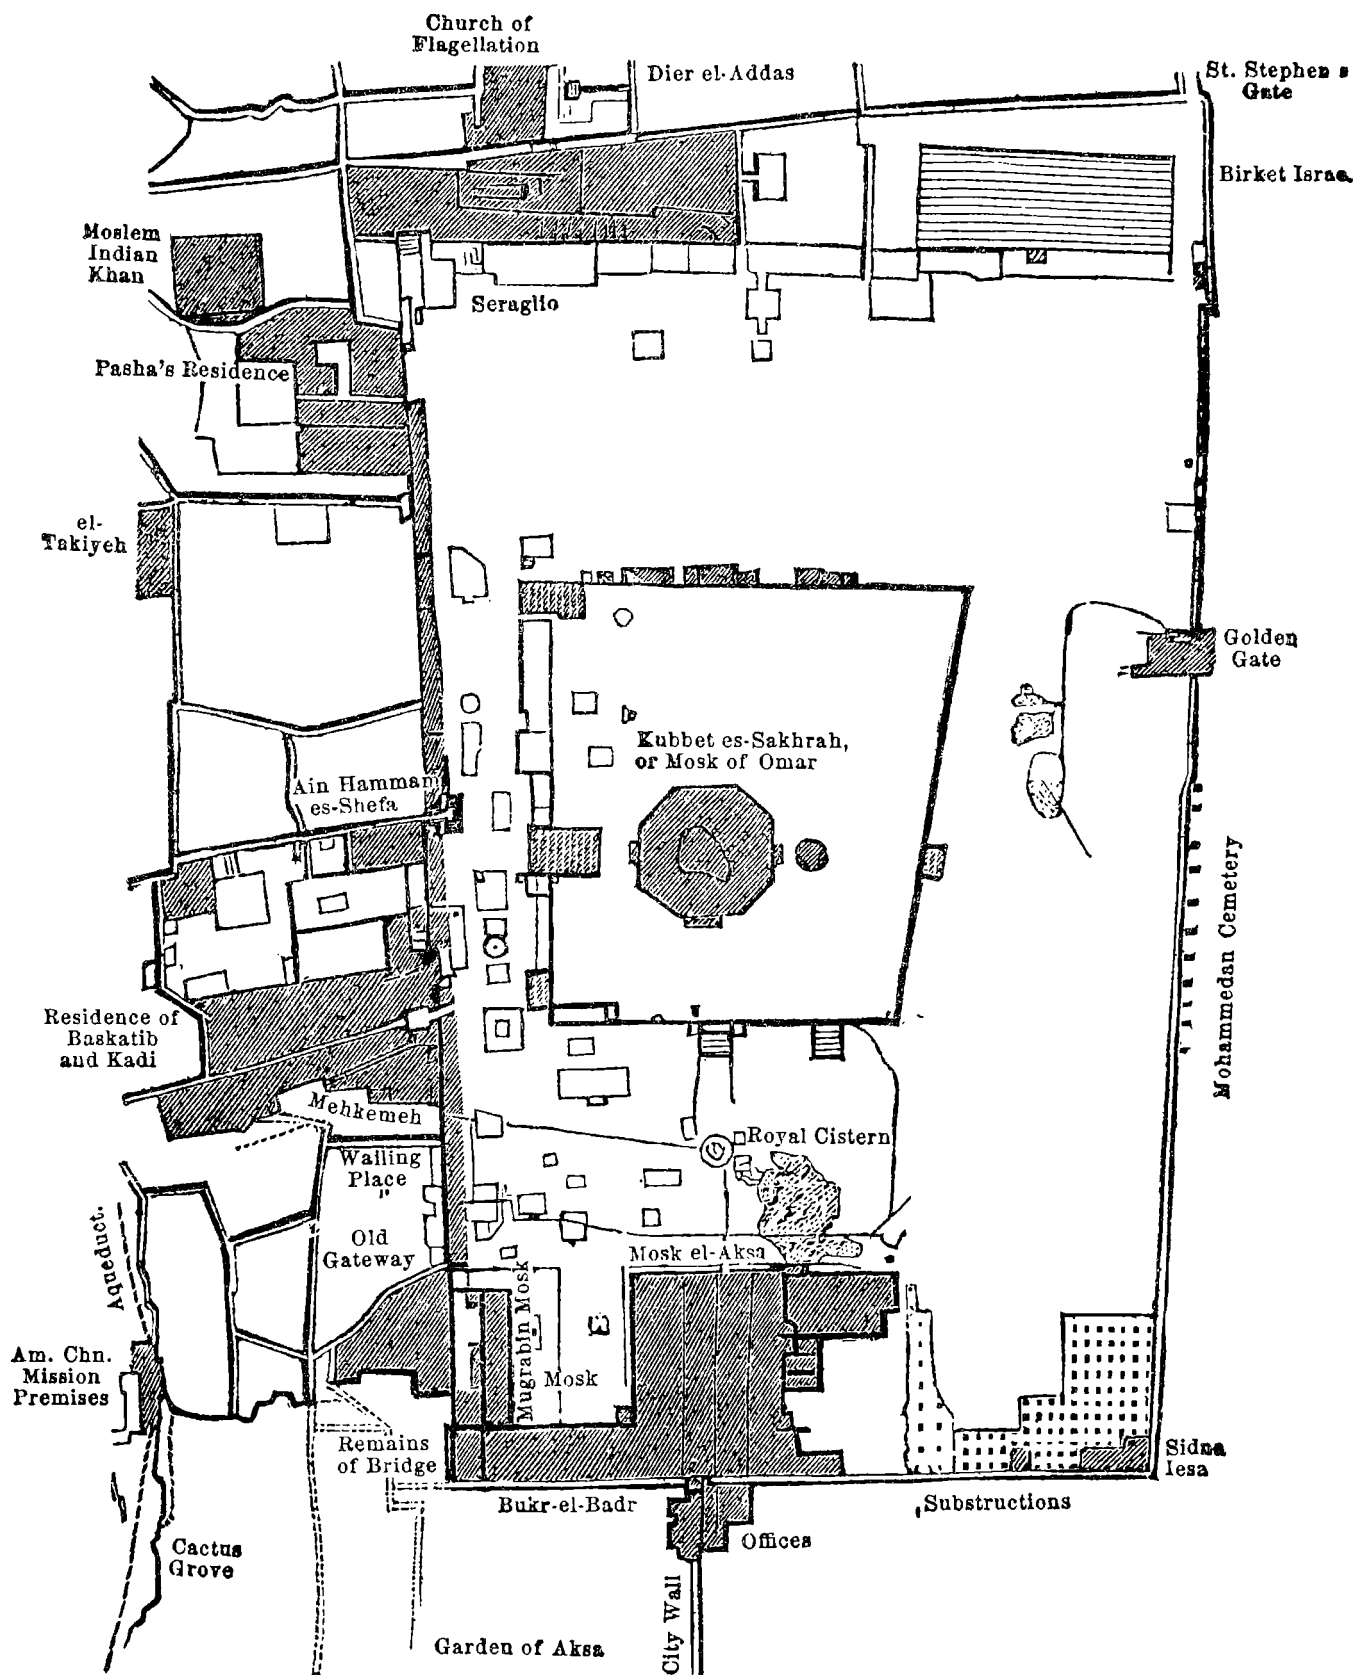 Church of
Flagellation
Dier el-Addas
St. Stephens
Gate
Birket Israe.
Moslem
Indian
Khan
Seraglio
Pasha's Residence
el-
Takiyeh
Golden
Gate
Kubbet es-Sakhrah,
or Mosk of Omar
Ain Hammam
es-Shefa
Mohammedan Cemetery
Residence of
Baskatib
and Kadi
Mehkemeh
Royal Cistern
Wailing
Place
Aqueduct.
Old
Gateway
Mosk el-Aksa
Mugrabin Mosk
Am. Chn.
Mission
Premises
Mosk
Remains
of Bridge
Sidna
Iesa
Bukr-el-Badr
Substructions
Offices
Cactus
Grove
City Wall
Garden of Aksa